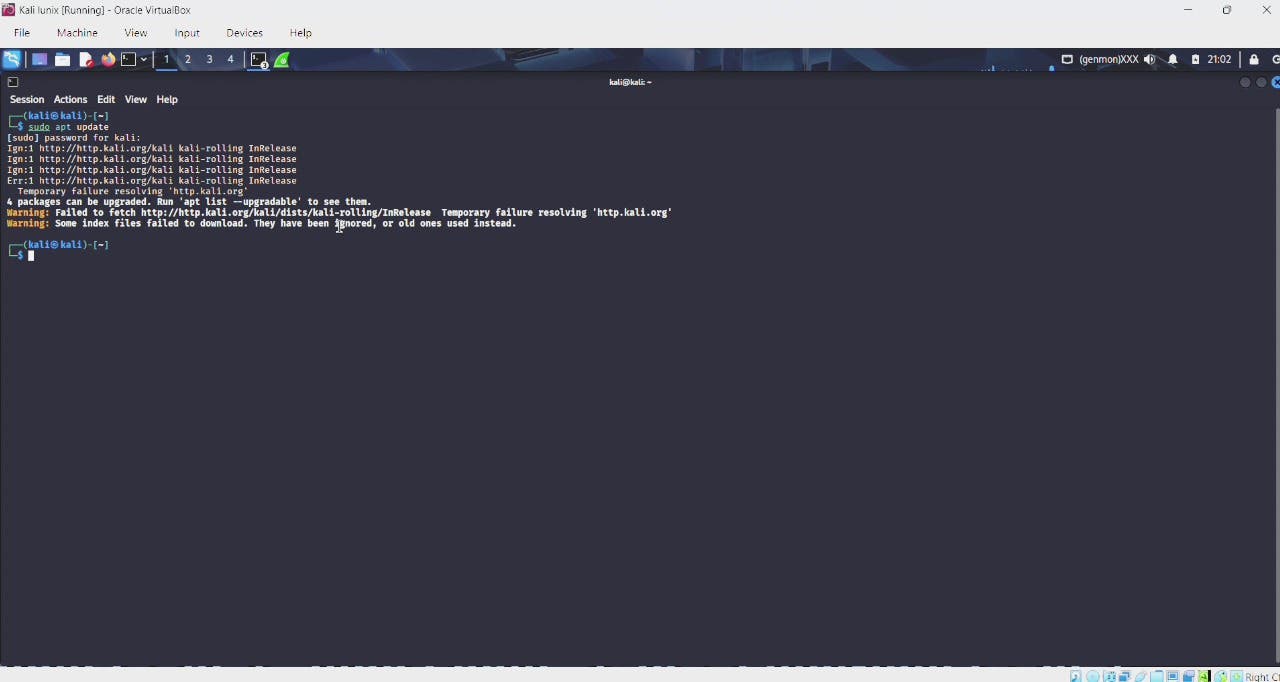 Kali lunix [Running] - Oracle VirtualBox
File Machine View Input Devices Help
1 2 3 4 (genmon)XXX 21:02
kali@kali: ~
Session Actions Edit View Help
┌──(kali㉿kali)-[~]
└─$ sudo apt update
[sudo] password for kali:
Ign:1 http://http.kali.org/kali kali-rolling InRelease
Ign:1 http://http.kali.org/kali kali-rolling InRelease
Ign:1 http://http.kali.org/kali kali-rolling InRelease
Err:1 http://http.kali.org/kali kali-rolling InRelease
Temporary failure resolving 'http.kali.org'
4 packages can be upgraded. Run 'apt list --upgradable' to see them.
Warning: Failed to fetch http://http.kali.org/kali/dists/kali-rolling/InRelease Temporary failure resolving 'http.kali.org'
Warning: Some index files failed to download. They have been ignored, or old ones used instead.
┌──(kali㉿kali)-[~]
└─$
Right C